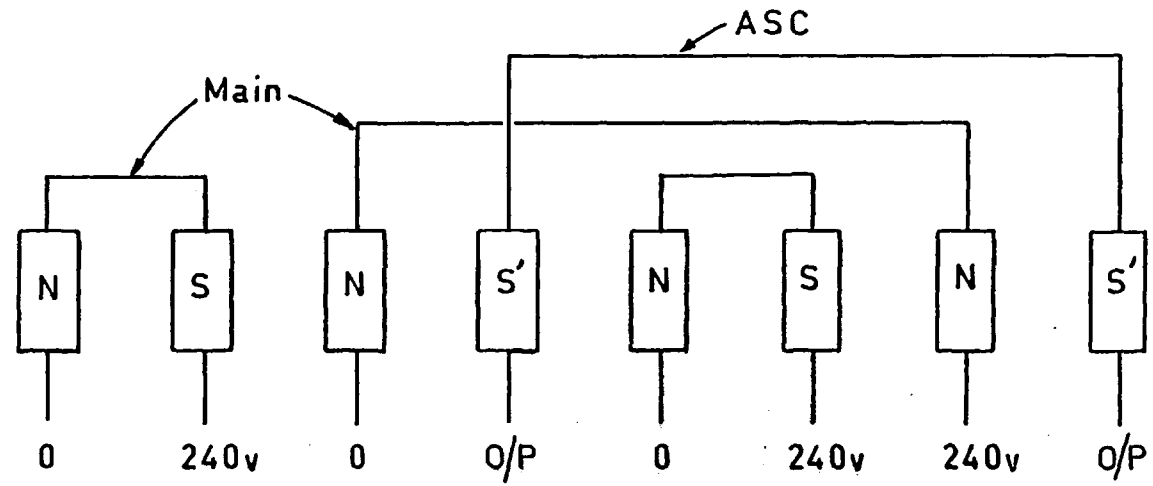 ASC
Main
N S N S' N S N S'
0 240v 0 O/P 0 240v 240v O/P